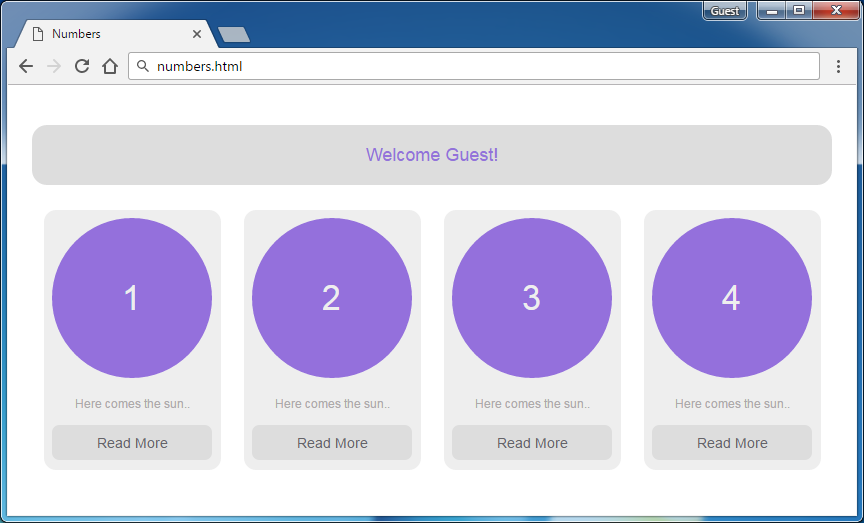 Guest
Numbers
numbers.html
Welcome Guest!
1
2
3
4
Here comes the sun..
Here comes the sun..
Here comes the sun..
Here comes the sun..
Read More
Read More
Read More
Read More